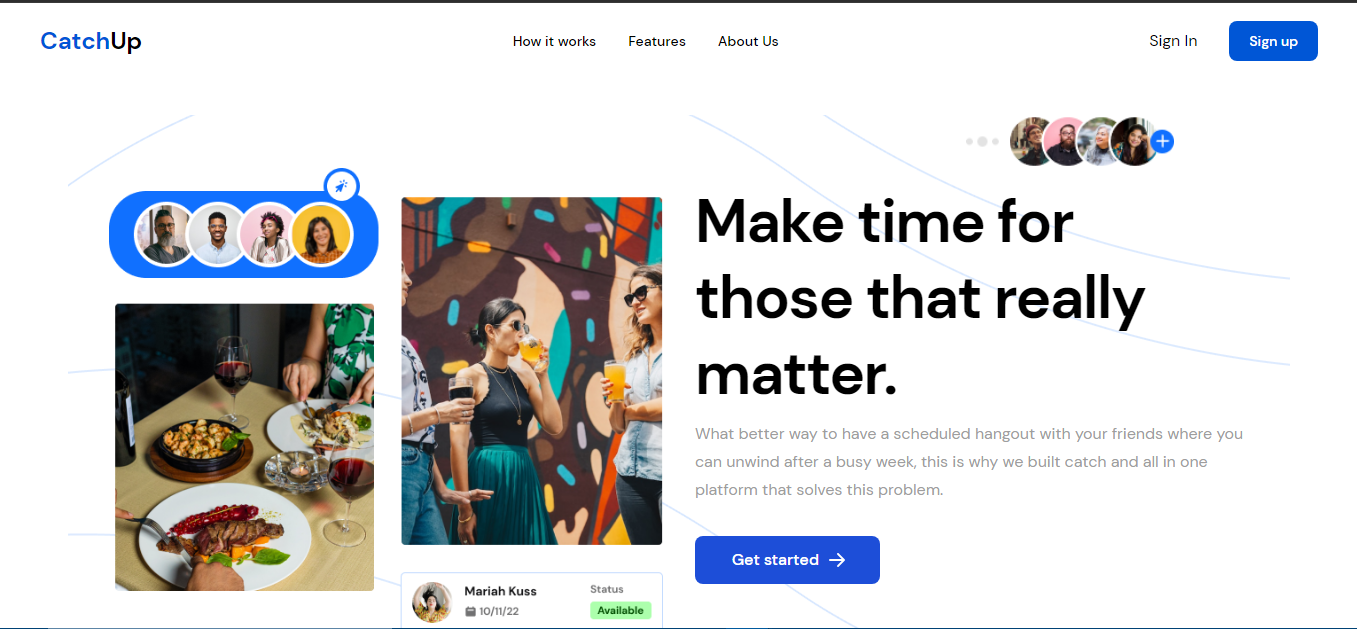 CatchUp
How it works
Features
About Us
Sign In
Sign up
Make time for
those that really
matter.
What better way to have a scheduled hangout with your friends where you
can unwind after a busy week, this is why we built catch and all in one
platform that solves this problem.
Get started
Mariah Kuss
Status
10/11/22
Available